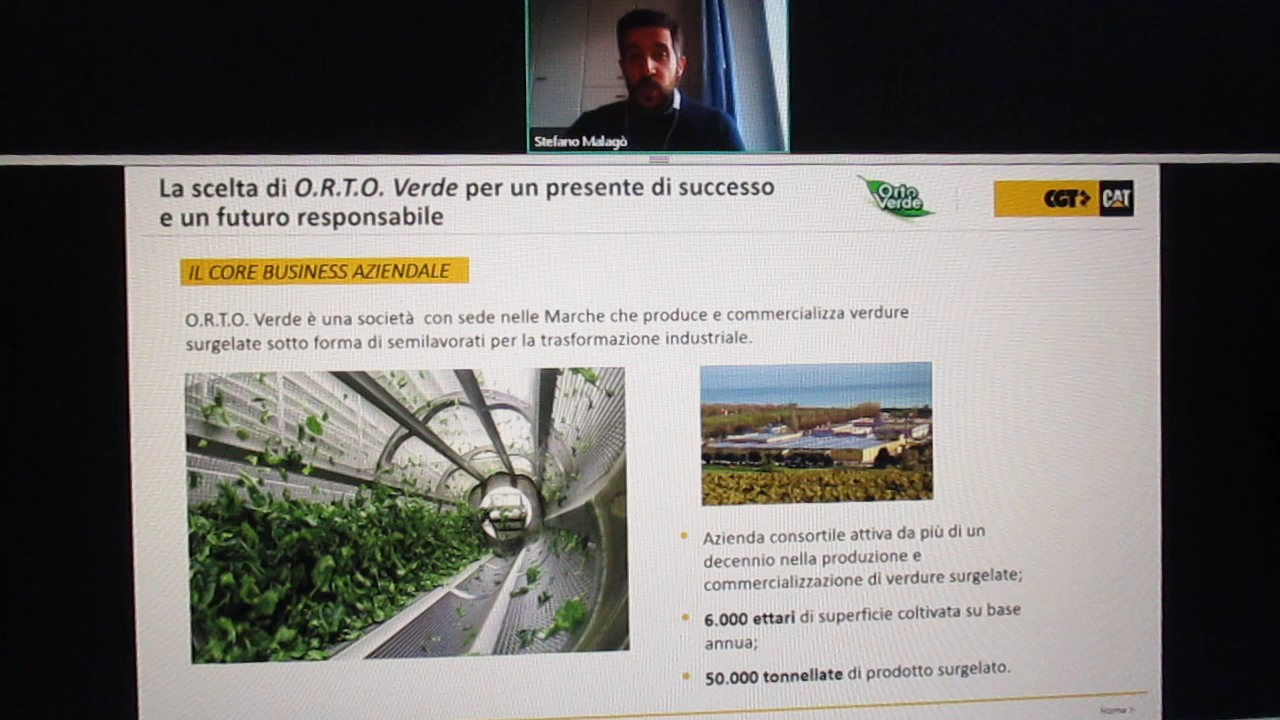 Stefano Malagò
La scelta di O.R.T.O. Verde per un presente di successo
e un futuro responsabile
Orto
Verde
CGT
CAT
IL CORE BUSINESS AZIENDALE
O.R.T.O. Verde è una società con sede nelle Marche che produce e commercializza verdure
surgelate sotto forma di semilavorati per la trasformazione industriale.
Azienda consortile attiva da più di un
decennio nella produzione e
commercializzazione di verdure surgelate;
6.000 ettari di superficie coltivata su base
annua;
50.000 tonnellate di prodotto surgelato.
Home >